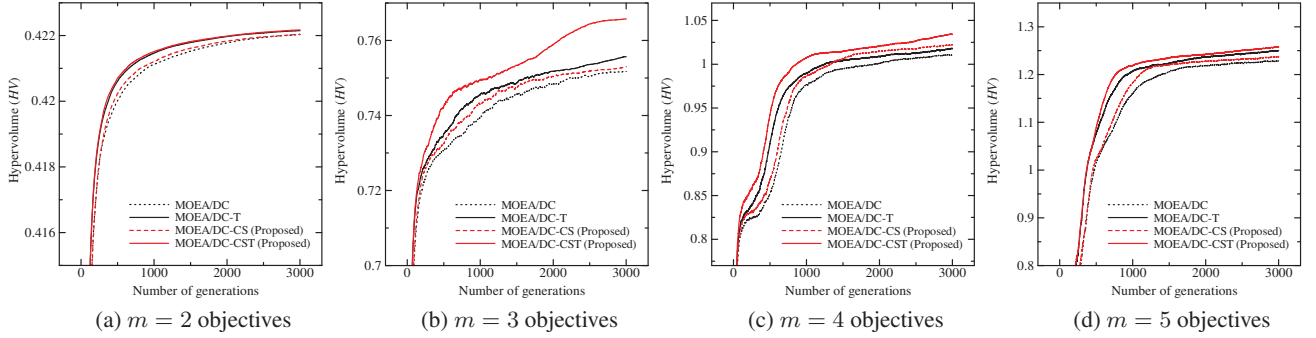 0.422
0.42
0.418
0.416
Hypervolume (HV)
MOEA/DC
MOEA/DC-T
MOEA/DC-CS (Proposed)
MOEA/DC-CST (Proposed)
0 1000 2000 3000
Number of generations
(a) m = 2 objectives
0.76
0.74
0.72
0.7
Hypervolume (HV)
MOEA/DC
MOEA/DC-T
MOEA/DC-CS (Proposed)
MOEA/DC-CST (Proposed)
0 1000 2000 3000
Number of generations
(b) m = 3 objectives
1.05
1.00
0.95
0.90
0.85
0.8
Hypervolume (HV)
MOEA/DC
MOEA/DC-T
MOEA/DC-CS (Proposed)
MOEA/DC-CST (Proposed)
0 1000 2000 3000
Number of generations
(c) m = 4 objectives
1.3
1.2
1.1
1
0.9
0.8
Hypervolume (HV)
MOEA/DC
MOEA/DC-T
MOEA/DC-CS (Proposed)
MOEA/DC-CST (Proposed)
0 1000 2000 3000
Number of generations
(d) m = 5 objectives